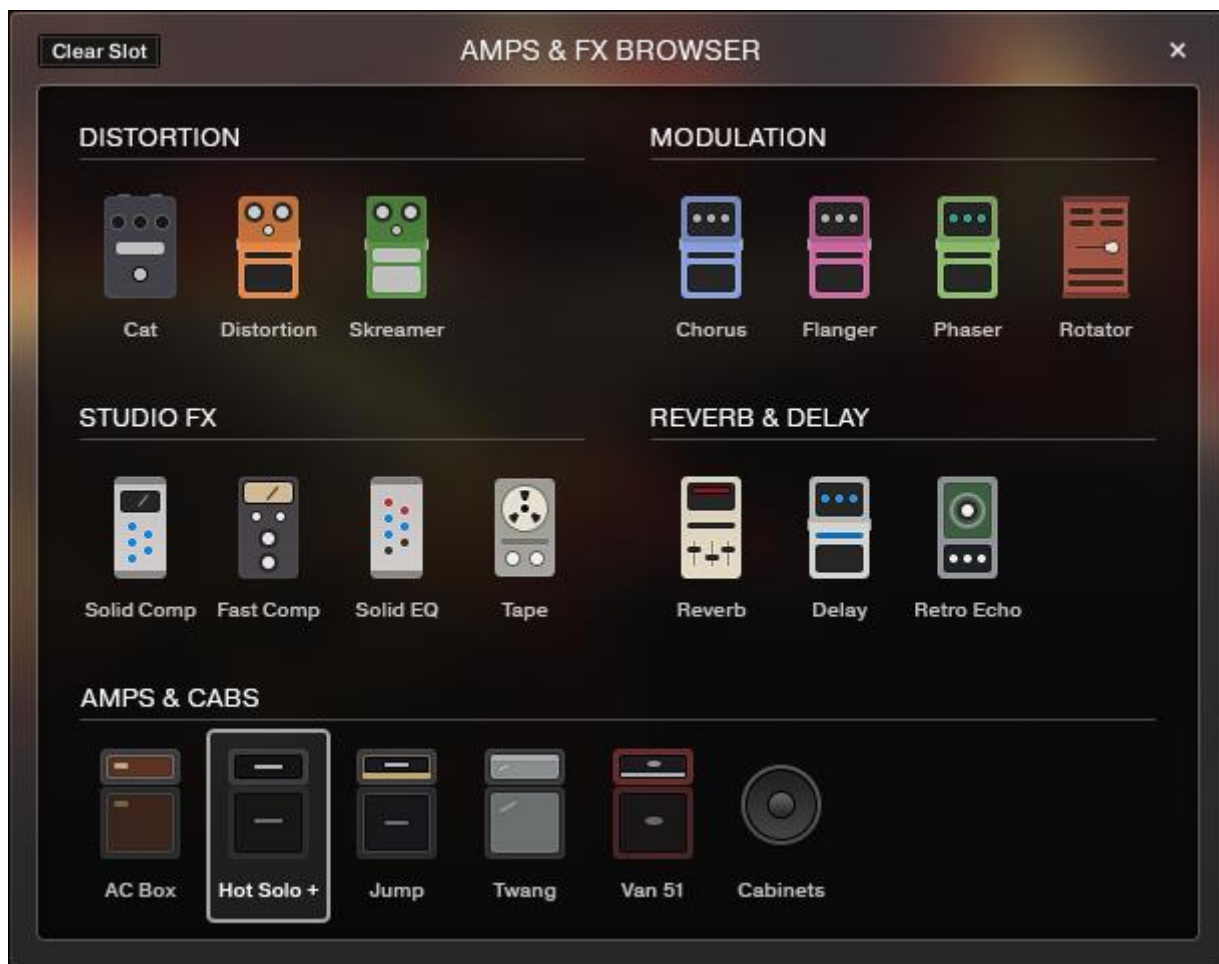 Clear Slot
AMPS & FX BROWSER
×
DISTORTION
Cat
Distortion
Skreamer
MODULATION
Chorus
Flanger
Phaser
Rotator
STUDIO FX
Solid Comp
Fast Comp
Solid EQ
Tape
REVERB & DELAY
Reverb
Delay
Retro Echo
AMPS & CABS
AC Box
Hot Solo +
Jump
Twang
Van 51
Cabinets